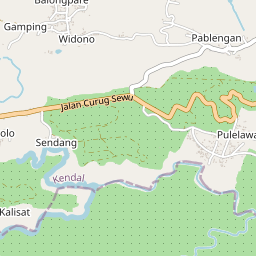 Balongpare
Gamping
Widono
Pablengan
Jalan Curug Sewu
olo
Sendang
Pulelawa
Kendal
Kalisat